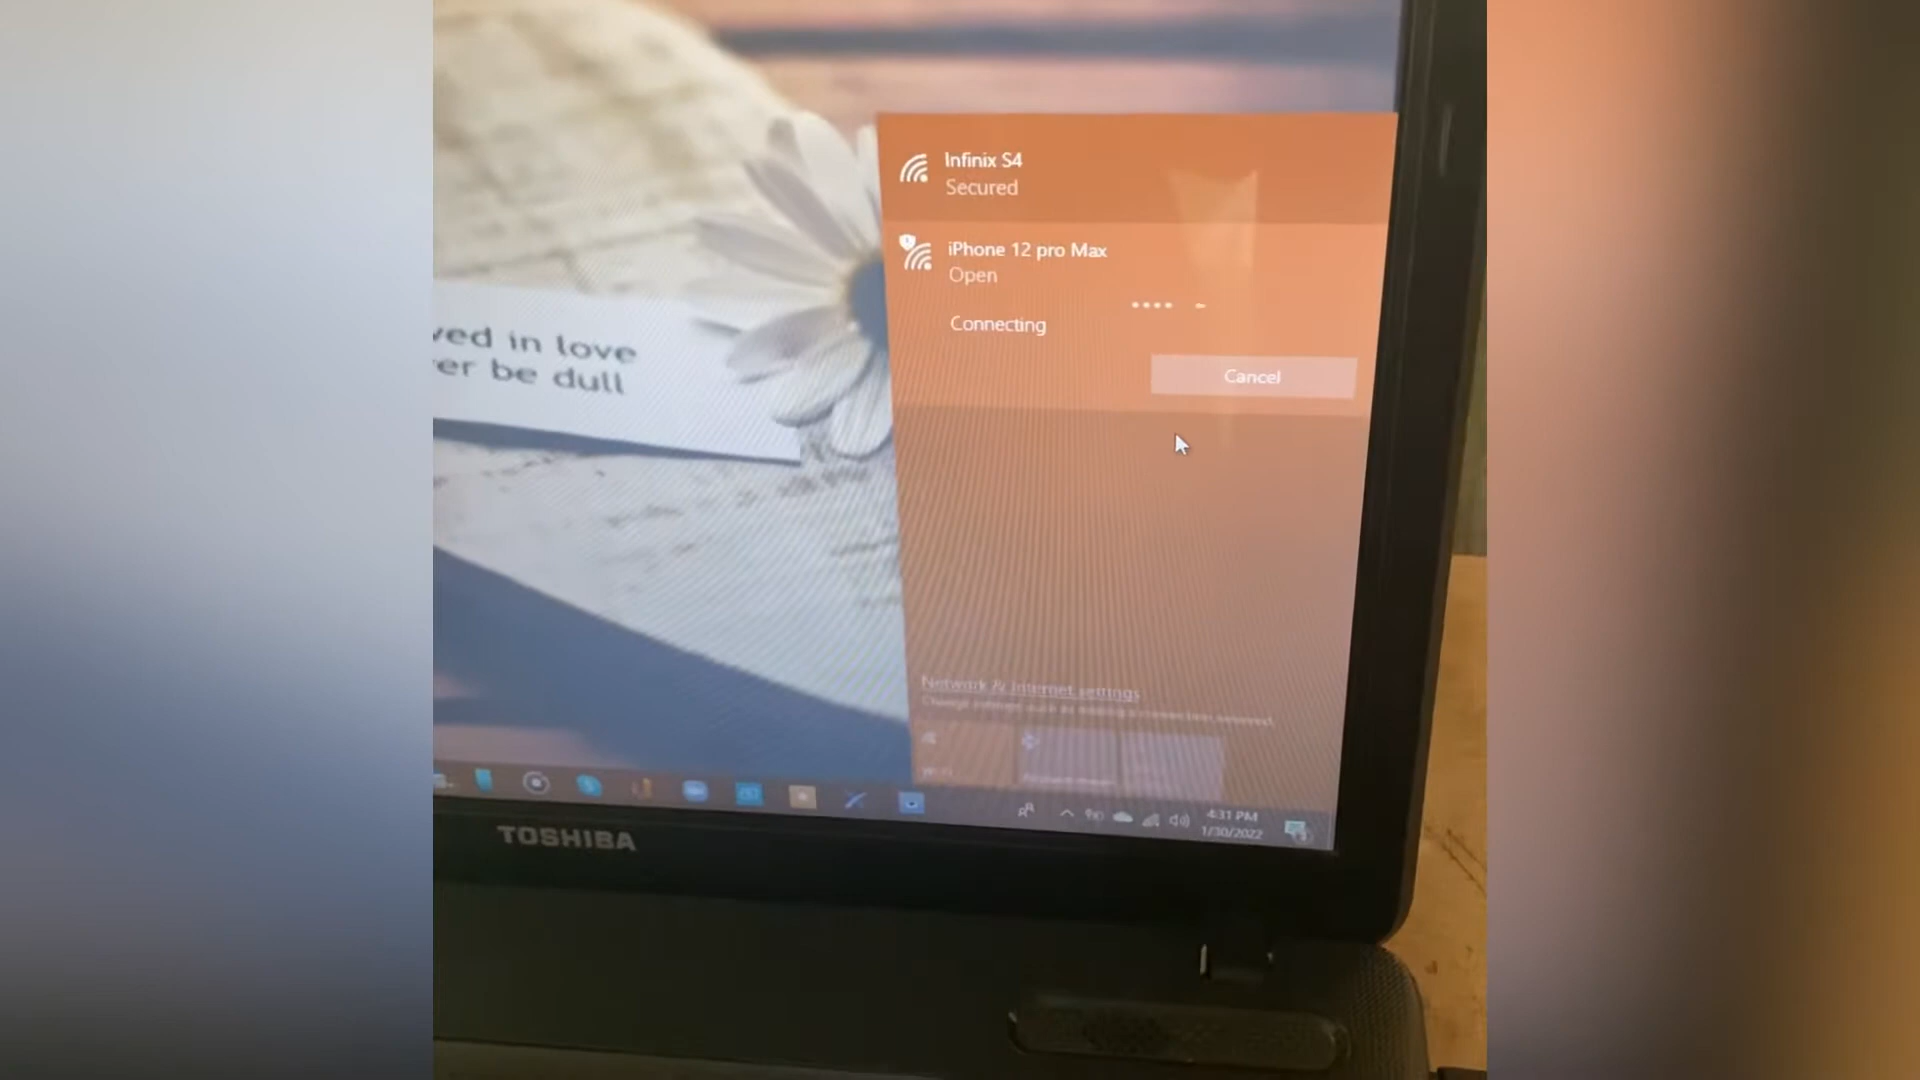 Infinix S4
Secured
iPhone 12 pro Max
Open
Connecting
Cancel
ved in love
er be dull
Network & Internet settings
4:31 PM
1/30/2022
TOSHIBA